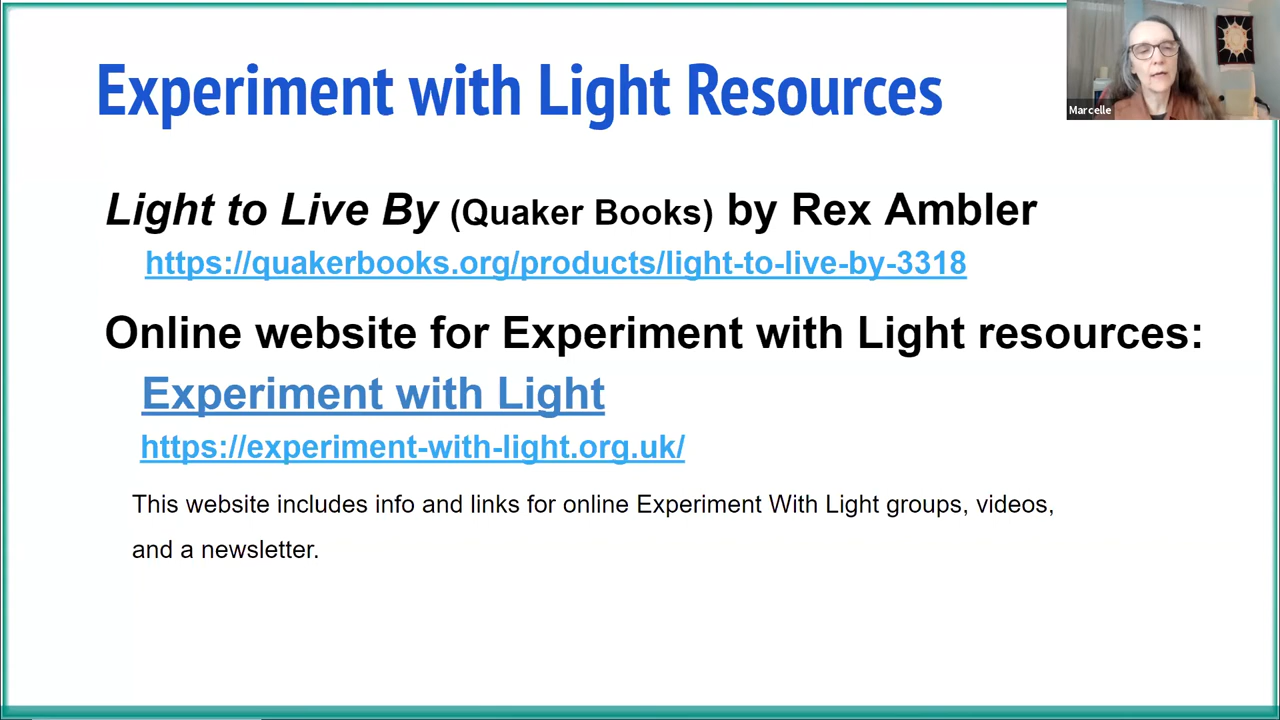 Experiment with Light Resources
Marcelle
Light to Live By (Quaker Books) by Rex Ambler
https://quakerbooks.org/products/light-to-live-by-3318
Online website for Experiment with Light resources:
Experiment with Light
https://experiment-with-light.org.uk/
This website includes info and links for online Experiment With Light groups, videos,
and a newsletter.